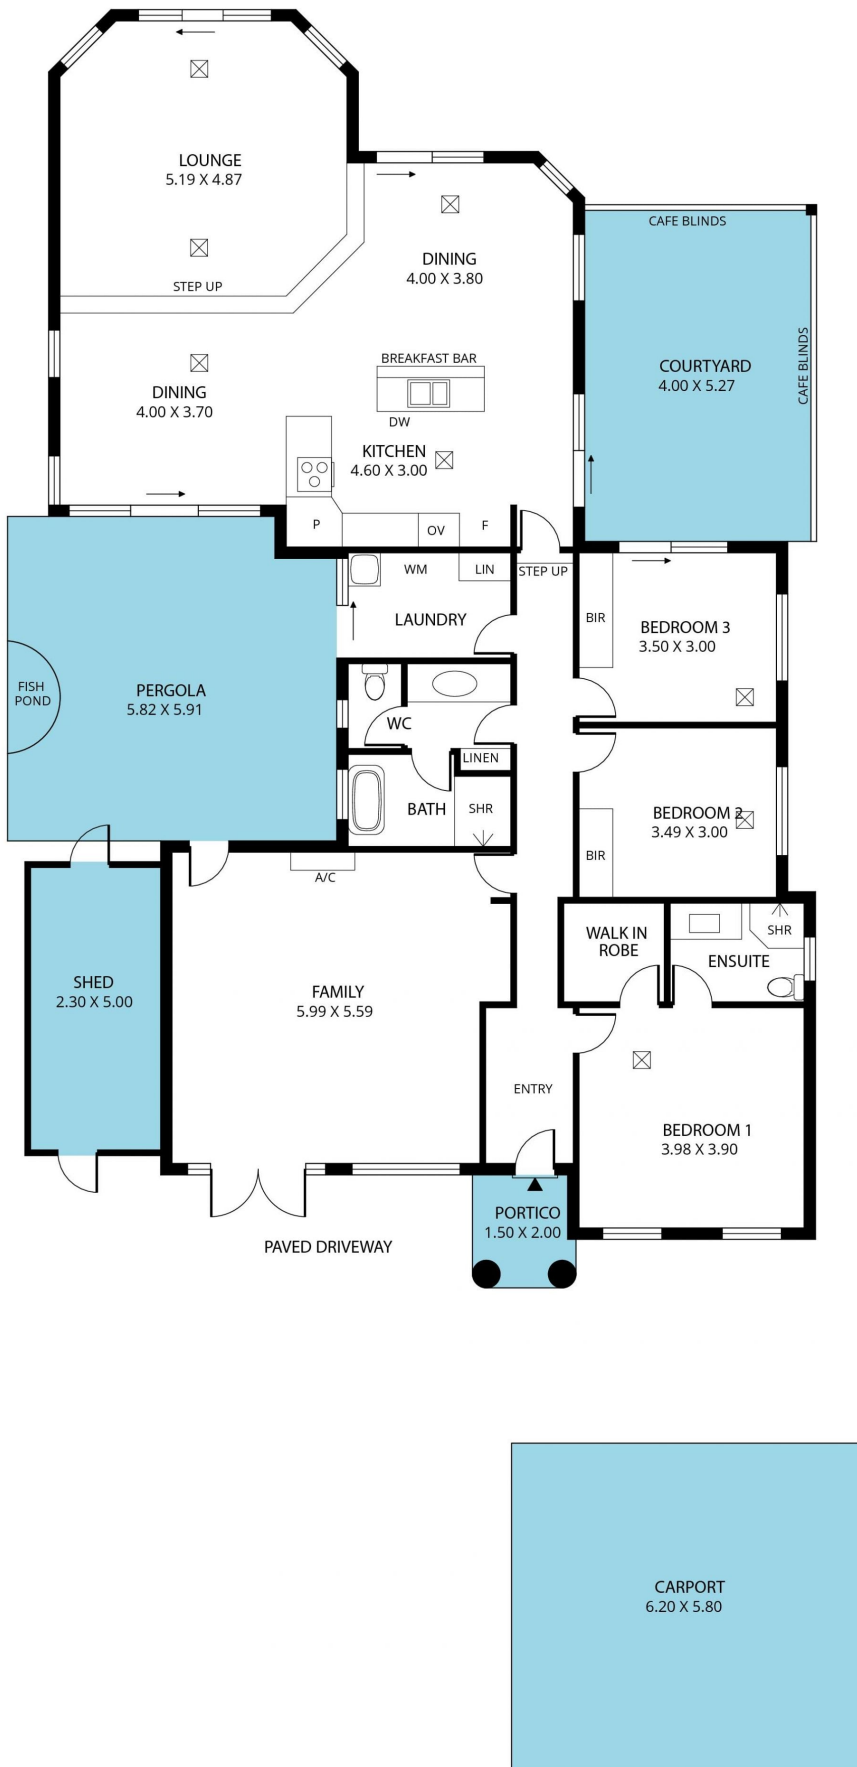 LOUNGE
5.19 X 4.87
STEP UP
DINING
4.00 X 3.80
CAFE BLINDS
CAFE BLINDS
COURTYARD
4.00 X 5.27
BREAKFAST BAR
DW
DINING
4.00 X 3.70
KITCHEN
4.60 X 3.00
P
OV
F
WM
LIN
STEP UP
LAUNDRY
BIR
BEDROOM 3
3.50 X 3.00
FISH
POND
PERGOLA
5.82 X 5.91
WC
LINEN
BATH
SHR
BEDROOM 2
3.49 X 3.00
BIR
A/C
WALK IN
ROBE
SHR
ENSUITE
SHED
2.30 X 5.00
FAMILY
5.99 X 5.59
ENTRY
BEDROOM 1
3.98 X 3.90
PORTICO
1.50 X 2.00
PAVED DRIVEWAY
CARPORT
6.20 X 5.80